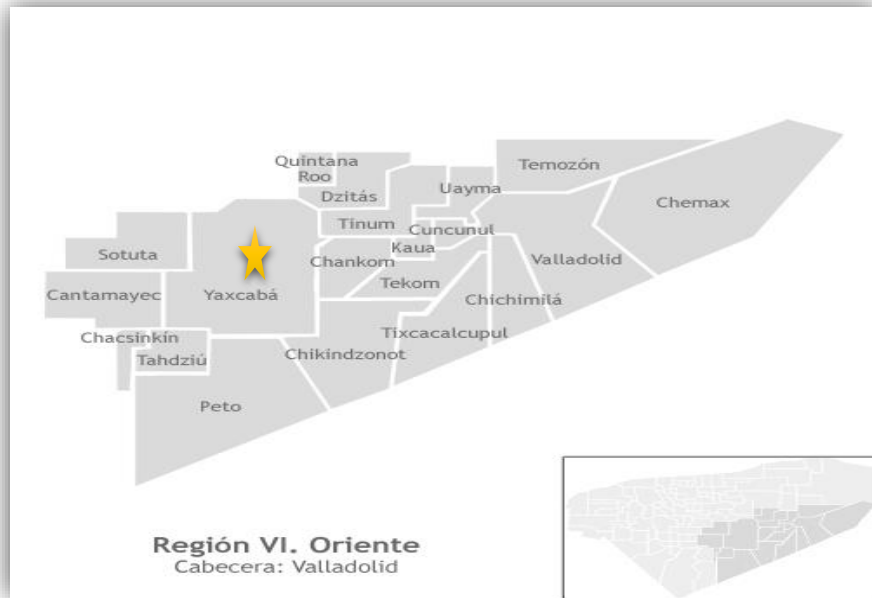 Quintana
Roo
Dzitás
Uayma
Temozón
Chemax
Tinum
Cuncunul
Sotuta
Kaua
Chankom
Valladolid
Tekom
Cantamayec
Yaxcabá
Chichimílá
Chacsinkín
Tixcacalcupul
Tahdziú
Chikindzonot
Peto
Región VI. Oriente
Cabecera: Valladolid